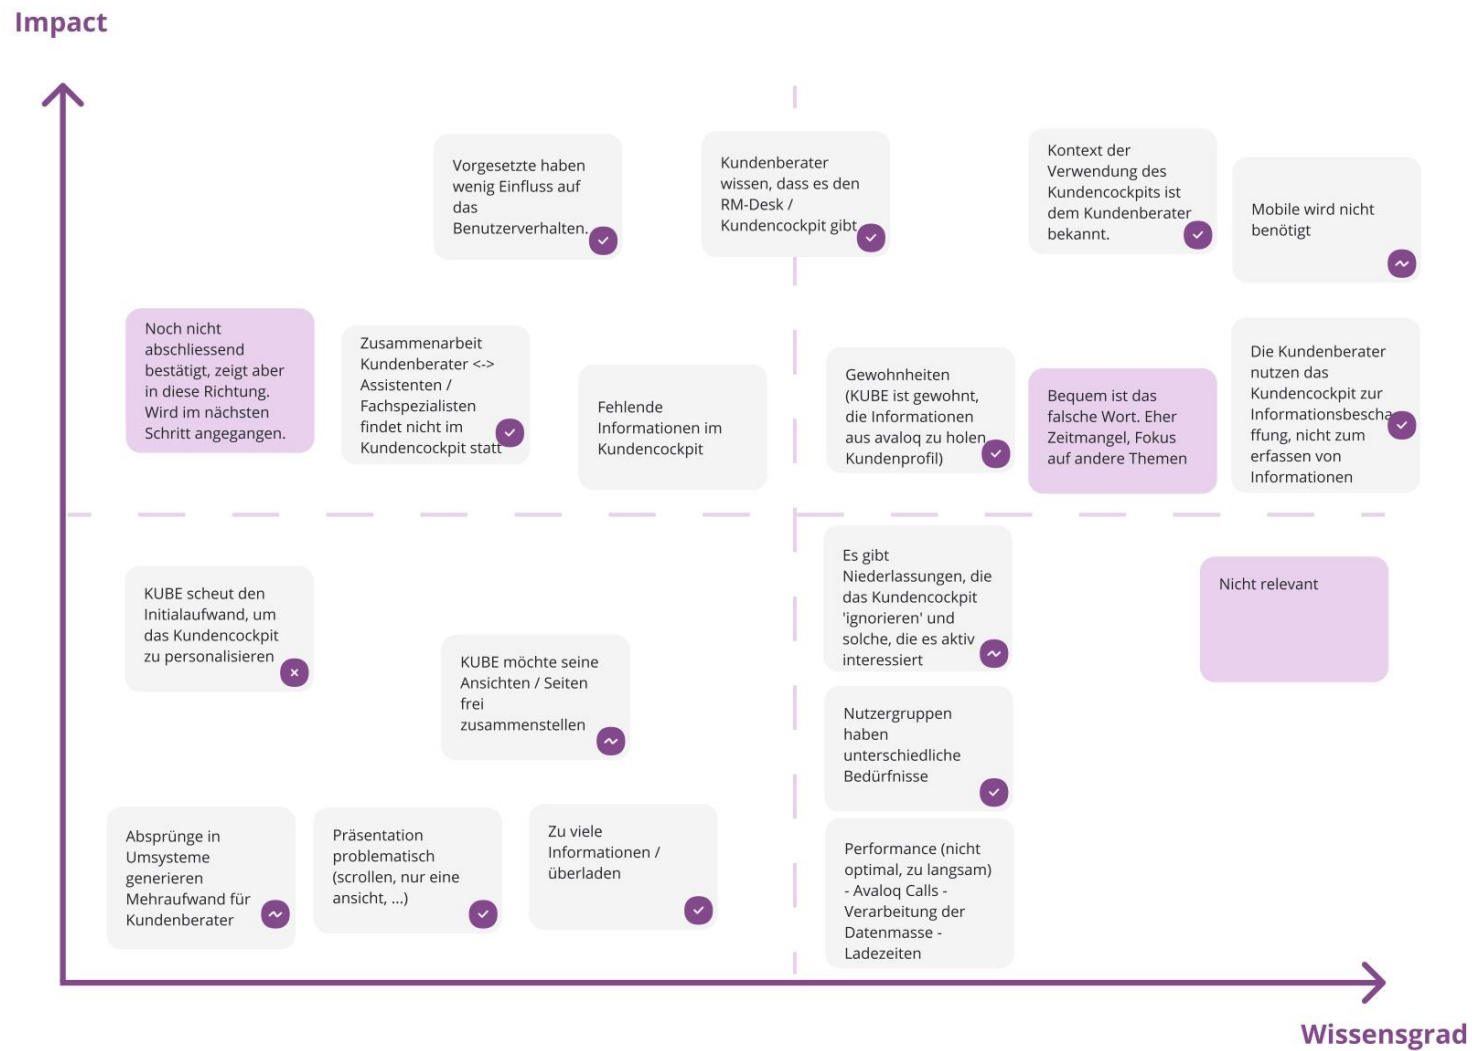 Impact
Vorgesetzte haben
wenig Einfluss auf
das
Benutzerverhalten.
Kundenberater
wissen, dass es den
RM-Desk /
Kundencockpit gibt
Kontext der
Verwendung des
Kundencockpits ist
dem Kundenberater
bekannt.
Mobile wird nicht
benötigt
Noch nicht
abschliessend
bestätigt, zeigt aber
in diese Richtung.
Wird im nächsten
Schritt angegangen.
Zusammenarbeit
Kundenberater <->
Assistenten /
Fachspezialisten
findet nicht im
Kundencockpit statt
Fehlende
Informationen im
Kundencockpit
Gewohnheiten
(KUBE ist gewohnt,
die Informationen
aus avaloq zu holen
Kundenprofil)
Bequem ist das
falsche Wort. Eher
Zeitmangel, Fokus
auf andere Themen
Die Kundenberater
nutzen das
Kundencockpit zur
Informationsbescha
ffung, nicht zum
erfassen von
Informationen
KUBE scheut den
Initialaufwand, um
das Kundencockpit
zu personalisieren
KUBE möchte seine
Ansichten / Seiten
frei
zusammenstellen
Es gibt
Niederlassungen, die
das Kundencockpit
'ignorieren' und
solche, die es aktiv
interessiert
Nicht relevant
Nutzergruppen
haben
unterschiedliche
Bedürfnisse
Absprünge in
Umsysteme
generieren
Mehraufwand für
Kundenberater
Präsentation
problematisch
(scrollen, nur eine
ansicht, ...)
Zu viele
Informationen /
überladen
Performance (nicht
optimal, zu langsam)
- Avaloq Calls -
Verarbeitung der
Datenmasse -
Ladezeiten
Wissensgrad